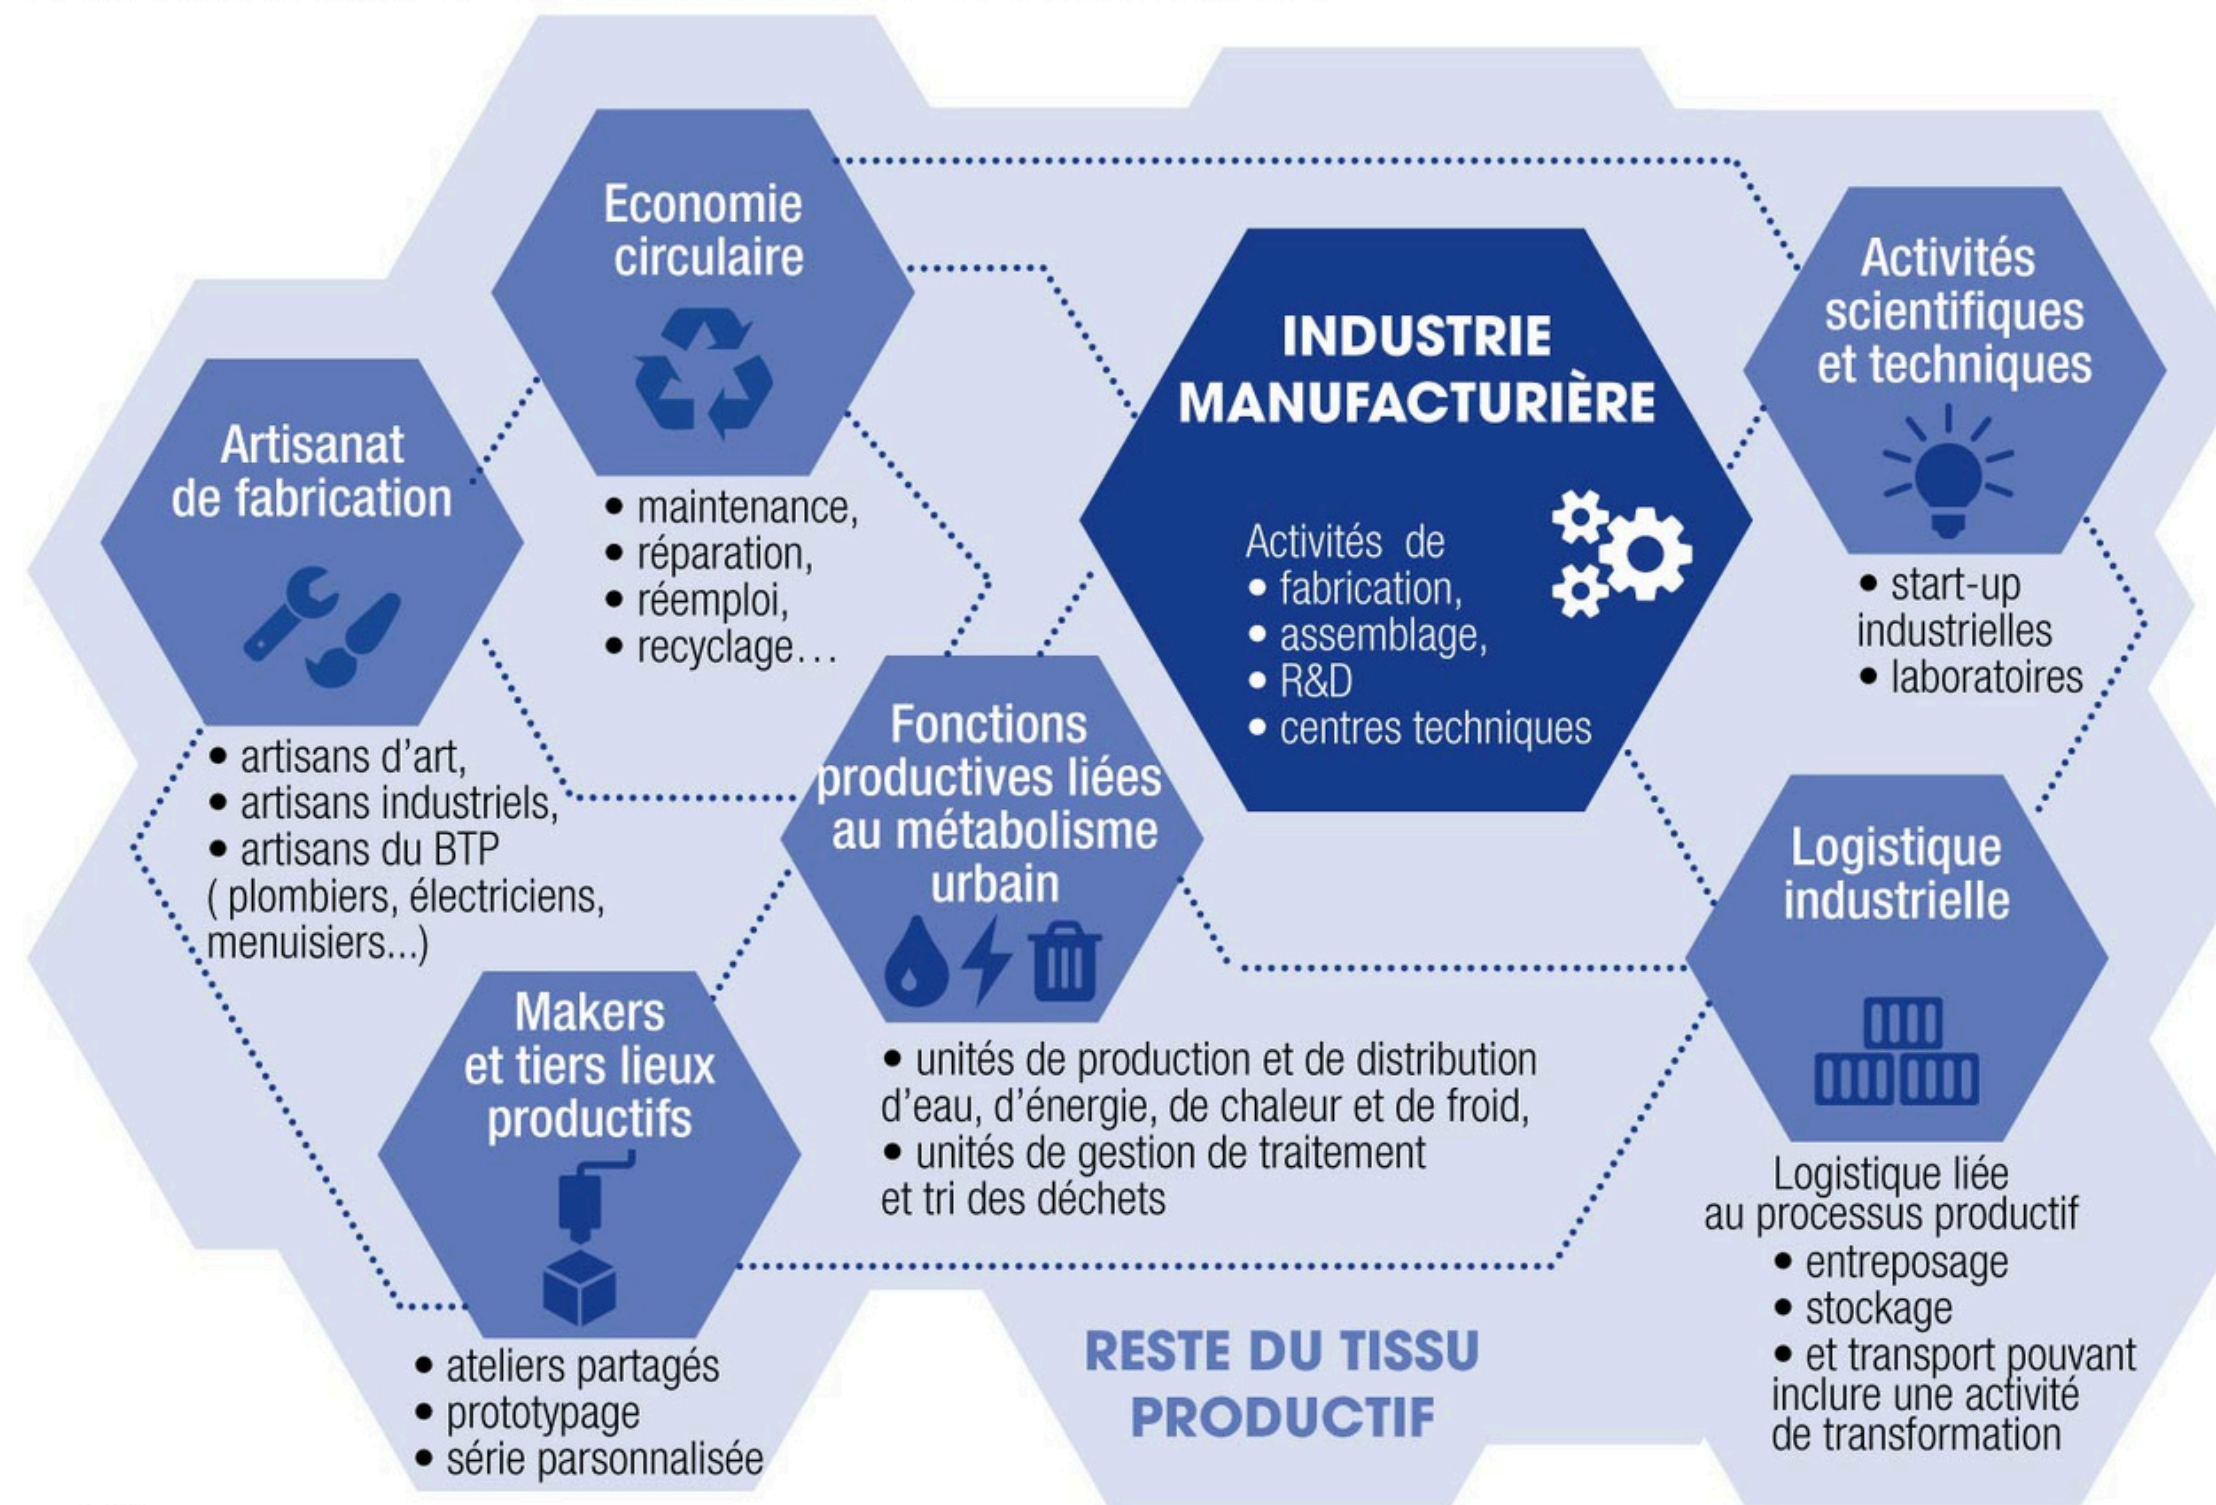 Economie
circulaire
• maintenance,
• réparation,
• réemploi,
• recyclage…
INDUSTRIE
MANUFACTURIÈRE
Activités de
• fabrication,
• assemblage,
• R&D
• centres techniques
Activités
scientifiques
et techniques
• start-up
industrielles
• laboratoires
Artisanat
de fabrication
• artisans d’art,
• artisans industriels,
• artisans du BTP
( plombiers, électriciens,
menuisiers...)
Fonctions
productives liées
au métabolisme
urbain
• unités de production et de distribution
d’eau, d’énergie, de chaleur et de froid,
• unités de gestion de traitement
et tri des déchets
Logistique
industrielle
Logistique liée
au processus productif
• entreposage
• stockage
• et transport pouvant
inclure une activité
de transformation
Makers
et tiers lieux
productifs
• ateliers partagés
• prototypage
• série parsonnalisée
RESTE DU TISSU
PRODUCTIF